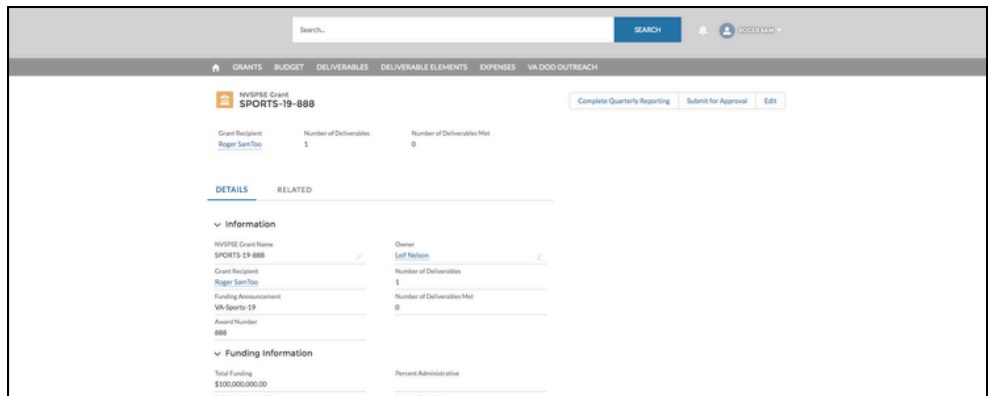 Search...
SEARCH
GRANTS BUDGET DELIVERABLES DELIVERABLE ELEMENTS EXPENSES VA DOD OUTREACH
NVSPSE Grant
SPORTS-19-888
Complete Quarterly Reporting Submit for Approval Edit
Grant Recipient Number of Deliverables Number of Deliverables Met
Roger SamToo 1 0
DETAILS RELATED
Information
NVSPSE Grant Name Owner
SPORTS-19-888 Leif Nelson
Grant Recipient Number of Deliverables
Roger SamToo 1
Funding Announcement Number of Deliverables Met
VA-Sports-19 0
Award Number
888
Funding Information
Total Funding Percent Administrative
$100,000,000.00